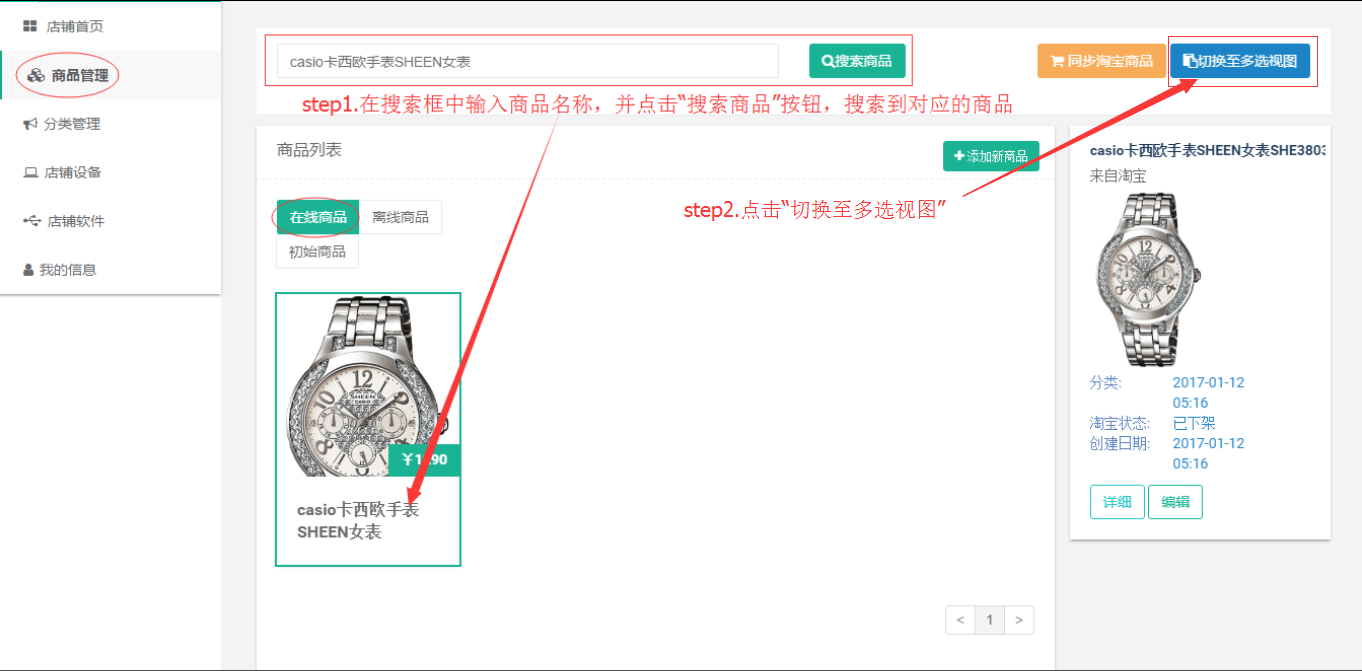 店铺首页
商品管理
分类管理
店铺设备
店铺软件
我的信息
casio卡西欧手表SHEEN女表
搜索商品
同步淘宝商品
切换至多选视图
step1.在搜索框中输入商品名称，并点击“搜索商品”按钮，搜索到对应的商品
商品列表
添加新商品
step2.点击“切换至多选视图”
在线商品
离线商品
初始商品
12
SHEEN
CASIO
casio卡西欧手表
SHEEN女表
< 1 >
casio卡西欧手表SHEEN女表SHE3803
来自淘宝
12
分类: 2017-01-12
05:16
淘宝状态: 已下架
创建日期: 2017-01-12
05:16
详细
编辑